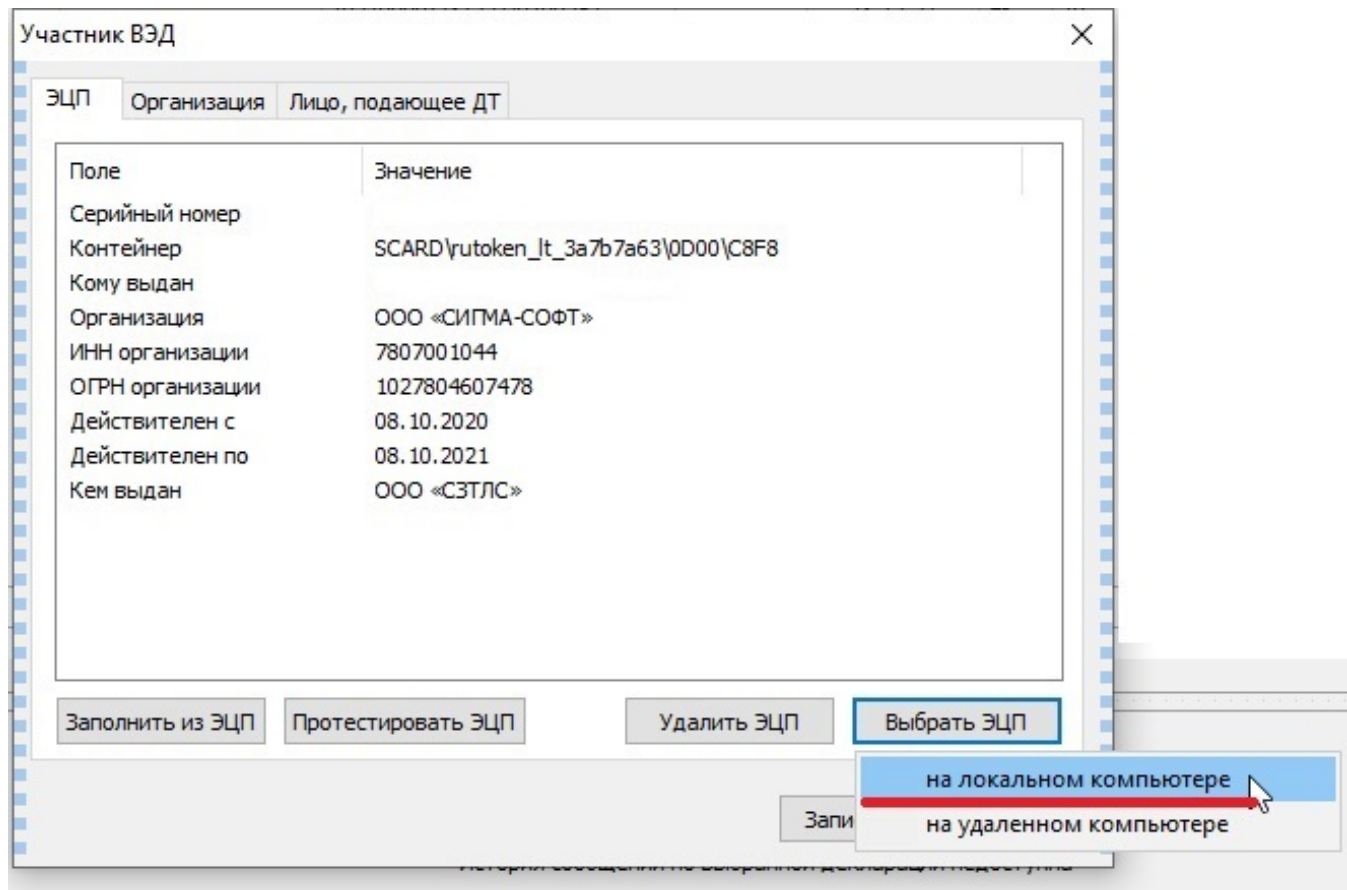 Участник ВЭД
ЭЦП Организация Лицо, подающее ДТ
Поле Значение
Серийный номер
Контейнер SCARD\rutoken_lt_3a7b7a63\0D00\C8F8
Кому выдан
Организация ООО «СИГМА-СОФТ»
ИНН организации 7807001044
ОГРН организации 1027804607478
Действителен с 08.10.2020
Действителен по 08.10.2021
Кем выдан ООО «СЗТЛС»
Заполнить из ЭЦП Протестировать ЭЦП Удалить ЭЦП Выбрать ЭЦП
на локальном компьютере
Запи
на удаленном компьютере